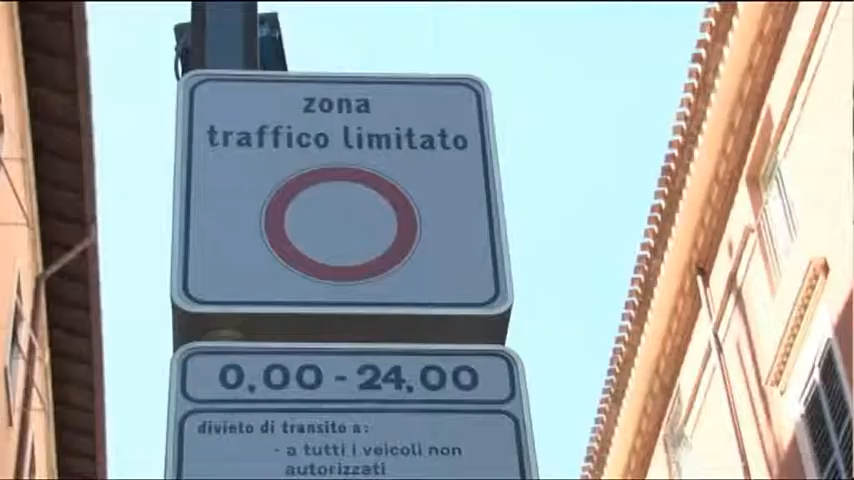 zona
traffico limitato
0.00 - 24.00
divieto di transito a:
- a tutti i veicoli non
autorizzati